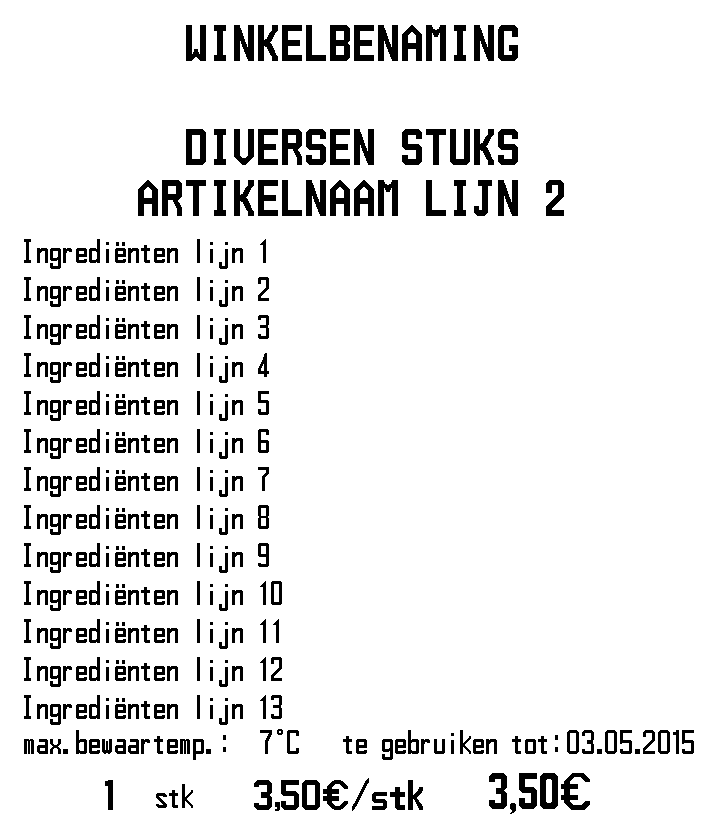 WINKELBENAMING
DIVERSEN STUKS
ARTIKELNAAM LIJN 2
Ingrediënten lijn 1
Ingrediënten lijn 2
Ingrediënten lijn 3
Ingrediënten lijn 4
Ingrediënten lijn 5
Ingrediënten lijn 6
Ingrediënten lijn 7
Ingrediënten lijn 8
Ingrediënten lijn 9
Ingrediënten lijn 10
Ingrediënten lijn 11
Ingrediënten lijn 12
Ingrediënten lijn 13
max.bewaartemp.: 7°C te gebruiken tot:03.05.2015
1 stk 3,50€/stk 3,50€